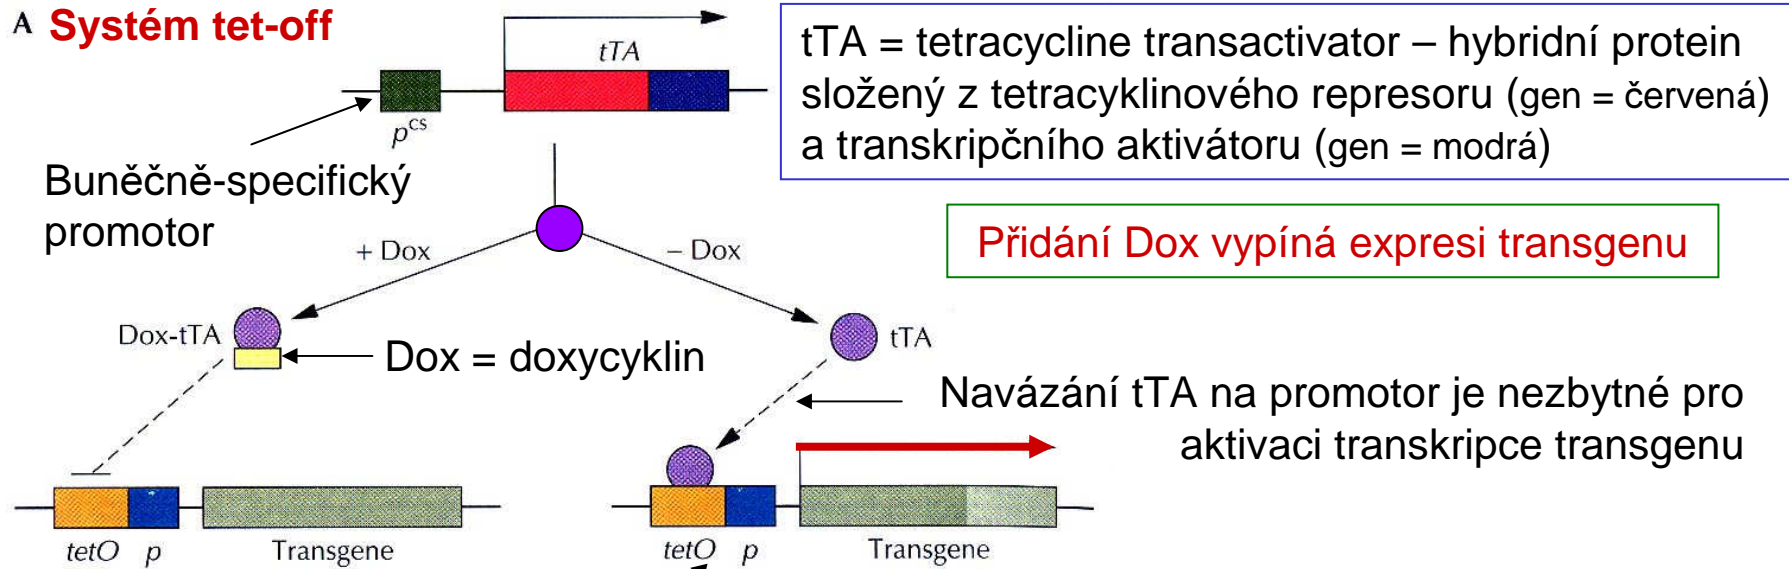 A Systém tet-off
tTA
p^cs
Buněčně-specifický
promotor
tTA = tetracycline transactivator – hybridní protein
složený z tetracyklinového represoru (gen = červená)
a transkripčního aktivátoru (gen = modrá)
Přidání Dox vypíná expresi transgenu
+ Dox
– Dox
Dox-tTA
Dox = doxycyklin
tTA
Navázání tTA na promotor je nezbytné pro
aktivaci transkripce transgenu
tetO p Transgene
tetO p Transgene